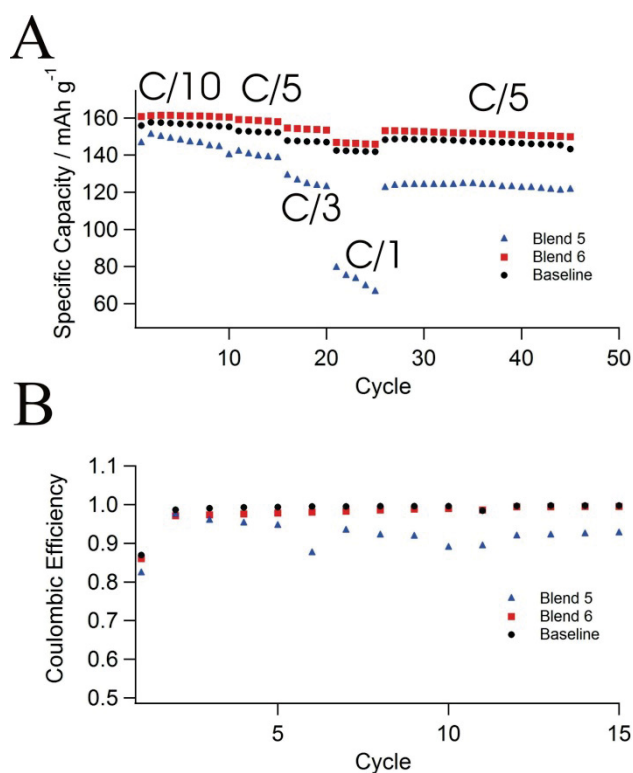 A
Specific Capacity / mAh g⁻¹
160
140
120
100
80
60
C/10
C/5
C/5
C/3
C/1
Blend 5
Blend 6
Baseline
10
20
30
40
50
Cycle
B
Coulombic Efficiency
1.1
1.0
0.9
0.8
0.7
0.6
0.5
Blend 5
Blend 6
Baseline
5
10
15
Cycle